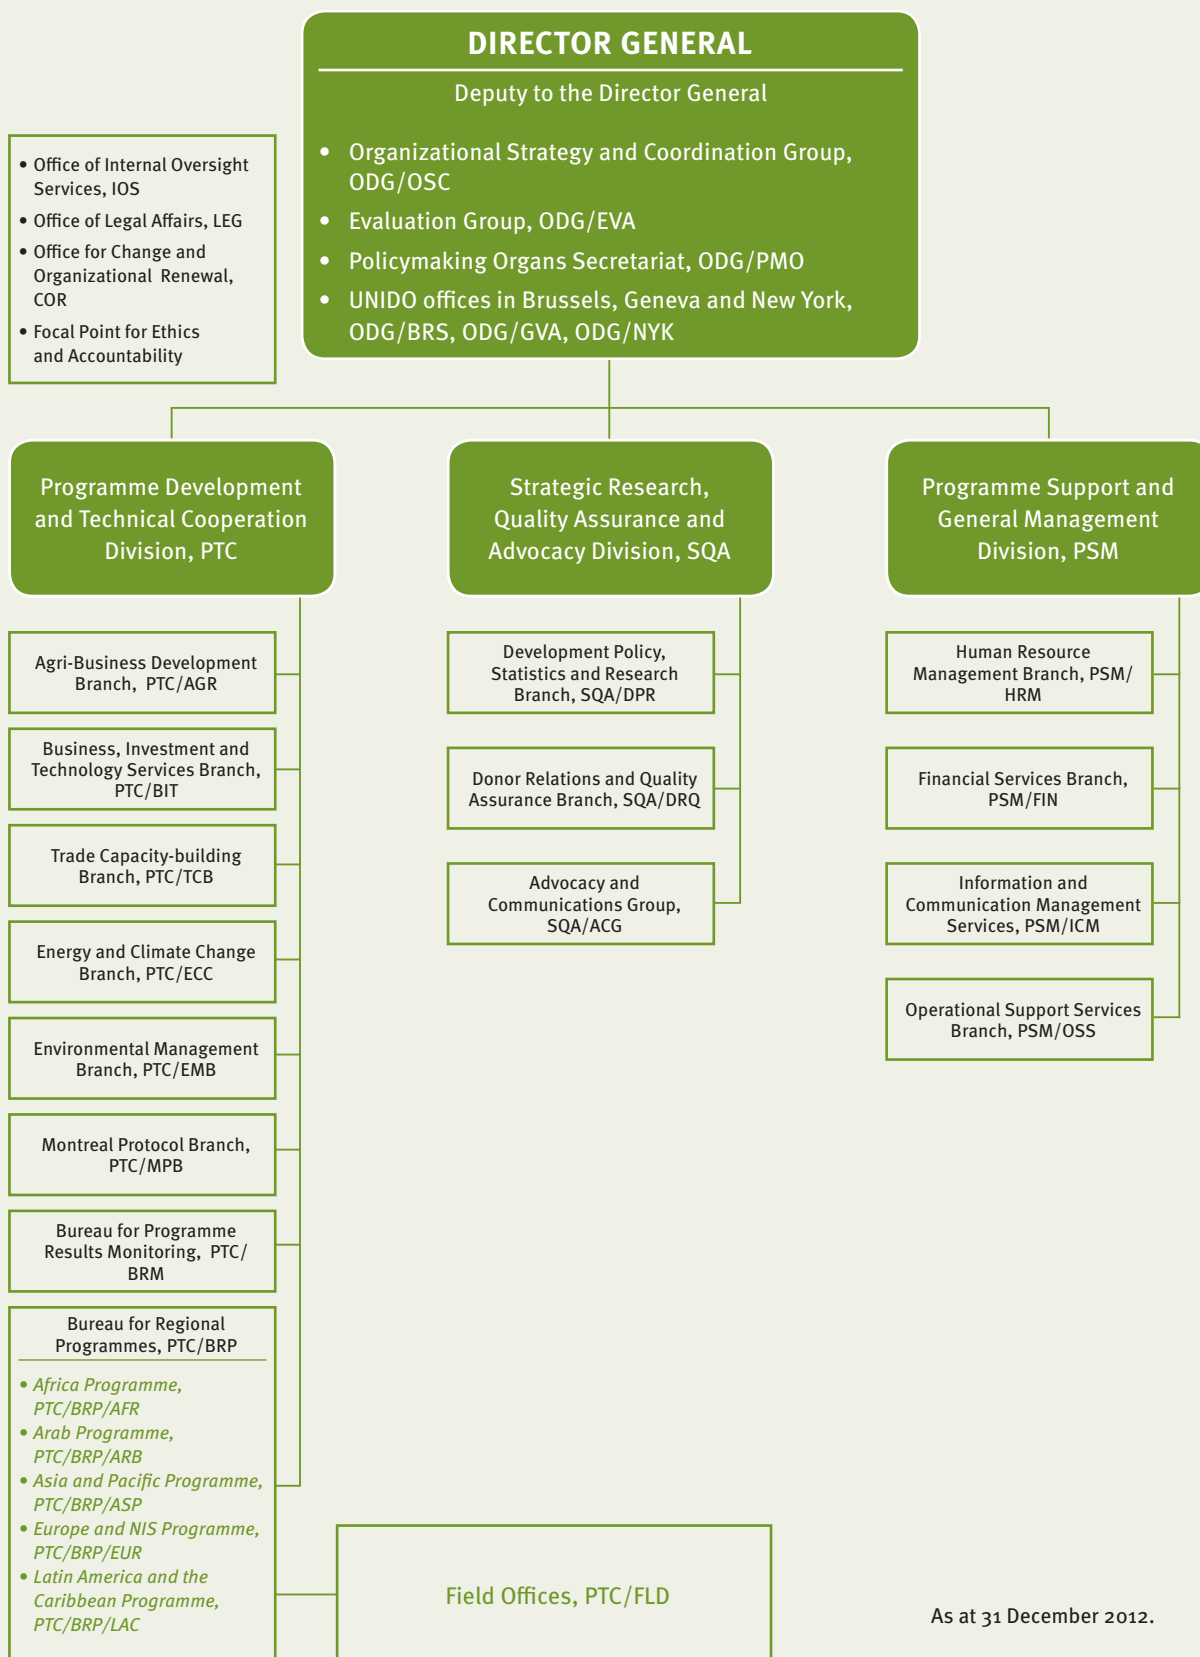 DIRECTOR GENERAL
Deputy to the Director General
• Organizational Strategy and Coordination Group,
ODG/OSC
• Evaluation Group, ODG/EVA
• Policymaking Organs Secretariat, ODG/PMO
• UNIDO offices in Brussels, Geneva and New York,
ODG/BRS, ODG/GVA, ODG/NYK
• Office of Internal Oversight
Services, IOS
• Office of Legal Affairs, LEG
• Office for Change and
Organizational Renewal,
COR
• Focal Point for Ethics
and Accountability
Programme Development
and Technical Cooperation
Division, PTC
Agri-Business Development
Branch, PTC/AGR
Business, Investment and
Technology Services Branch,
PTC/BIT
Trade Capacity-building
Branch, PTC/TCB
Energy and Climate Change
Branch, PTC/ECC
Environmental Management
Branch, PTC/EMB
Montreal Protocol Branch,
PTC/MPB
Bureau for Programme
Results Monitoring, PTC/
BRM
Bureau for Regional
Programmes, PTC/BRP
• Africa Programme,
PTC/BRP/AFR
• Arab Programme,
PTC/BRP/ARB
• Asia and Pacific Programme,
PTC/BRP/ASP
• Europe and NIS Programme,
PTC/BRP/EUR
• Latin America and the
Caribbean Programme,
PTC/BRP/LAC
Field Offices, PTC/FLD
Strategic Research,
Quality Assurance and
Advocacy Division, SQA
Development Policy,
Statistics and Research
Branch, SQA/DPR
Donor Relations and Quality
Assurance Branch, SQA/DRQ
Advocacy and
Communications Group,
SQA/ACG
Programme Support and
General Management
Division, PSM
Human Resource
Management Branch, PSM/
HRM
Financial Services Branch,
PSM/FIN
Information and
Communication Management
Services, PSM/ICM
Operational Support Services
Branch, PSM/OSS
As at 31 December 2012.